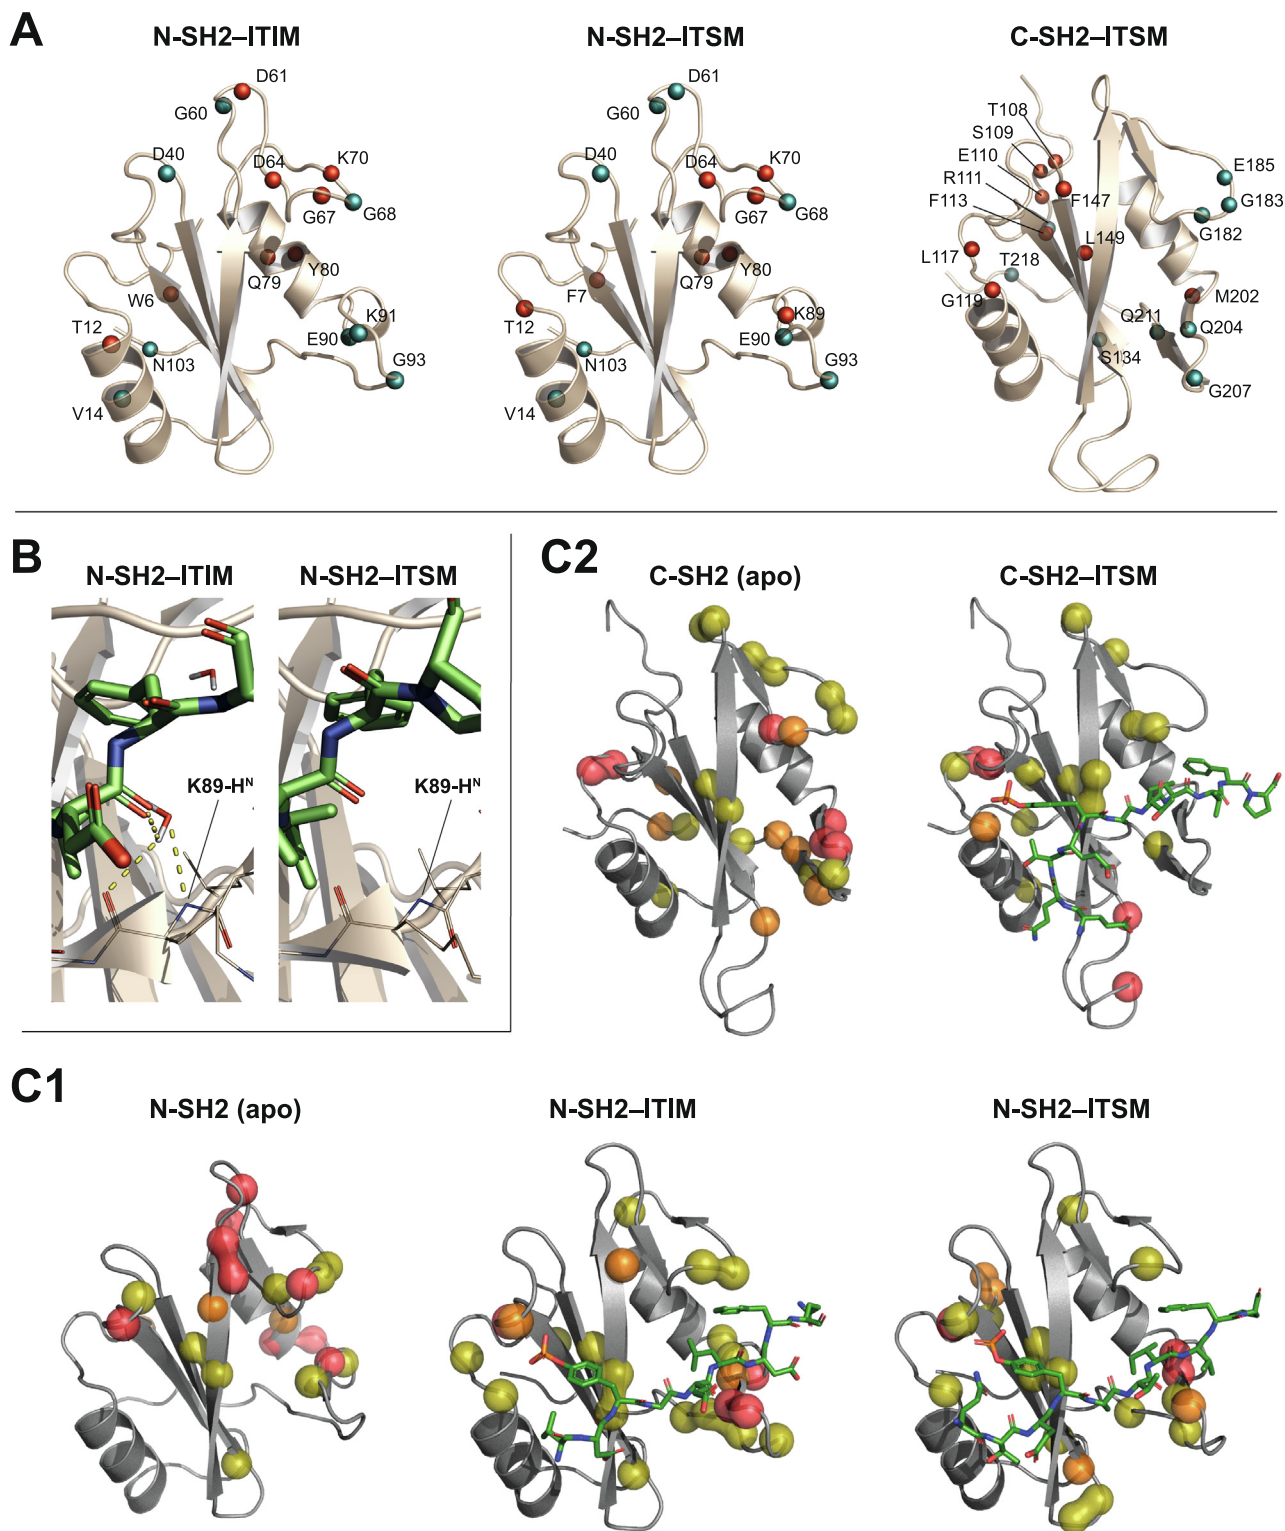 A
N-SH2–ITIM
N-SH2–ITSM
C-SH2–ITSM
D61
G60
D40
D64
K70
G67
G68
Q79
Y80
W6
T12
N103
V14
E90
K91
G93
D61
G60
D40
D64
K70
G67
G68
Q79
Y80
F7
T12
N103
V14
K89
E90
G93
T108
S109
E110
R111
F113
F147
L149
L117
T218
G119
S134
Q211
E185
G183
G182
M202
Q204
G207
B
N-SH2–ITIM
N-SH2–ITSM
K89-Hᴺ
K89-Hᴺ
C2
C-SH2 (apo)
C-SH2–ITSM
C1
N-SH2 (apo)
N-SH2–ITIM
N-SH2–ITSM